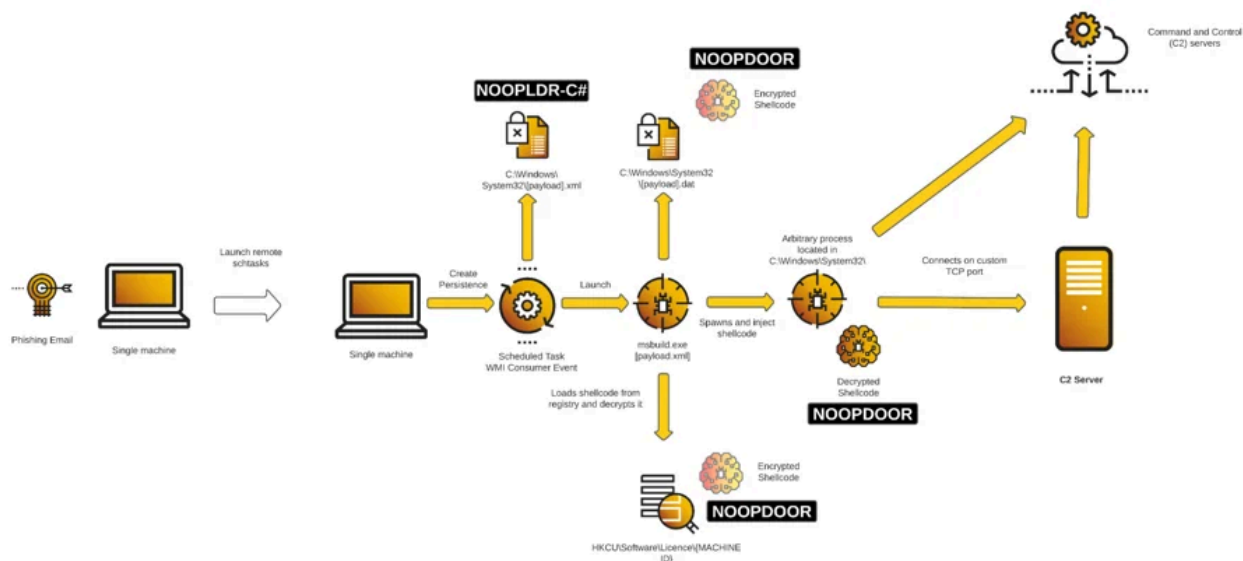 Phishing Email
Single machine
Launch remote
schtasks
Single machine
Create
Persistence
NOOPLDR-C#
C:\Windows\
System32\[payload].xml
Scheduled Task
WMI Consumer Event
Launch
NOOPDOOR
Encrypted
Shellcode
C:\Windows\System32
\[payload].dat
msbuild.exe
[payload.xml]
Loads shellcode from
registry and decrypts it
Encrypted
Shellcode
NOOPDOOR
HKCU\Software\Licence\{MACHINE
ID}
Spawns and inject
shellcode
Arbitrary process
located in
C:\Windows\System32\
Decrypted
Shellcode
NOOPDOOR
Connects on custom
TCP port
Command and Control
(C2) servers
C2 Server